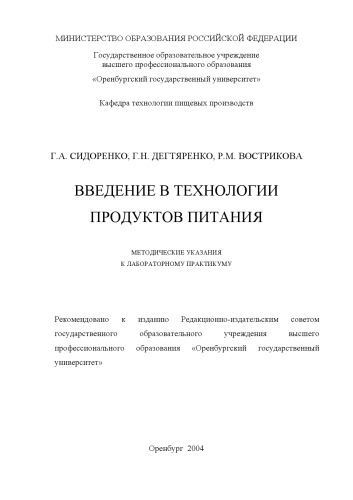 МИНИСТЕРСТВО ОБРАЗОВАНИЯ РОССИЙСКОЙ ФЕДЕРАЦИИ
Государственное образовательное учреждение
высшего профессионального образования
«Оренбургский государственный университет»
Кафедра технологии пищевых производств
Г.А. СИДОРЕНКО, Г.Н. ДЕГТЯРЕНКО, Р.М. ВОСТРИКОВА
ВВЕДЕНИЕ В ТЕХНОЛОГИИ
ПРОДУКТОВ ПИТАНИЯ
МЕТОДИЧЕСКИЕ УКАЗАНИЯ
К ЛАБОРАТОРНОМУ ПРАКТИКУМУ
Рекомендовано к изданию Редакционно-издательским советом
государственного образовательного учреждения высшего
профессионального образования «Оренбургский государственный
университет»
Оренбург 2004